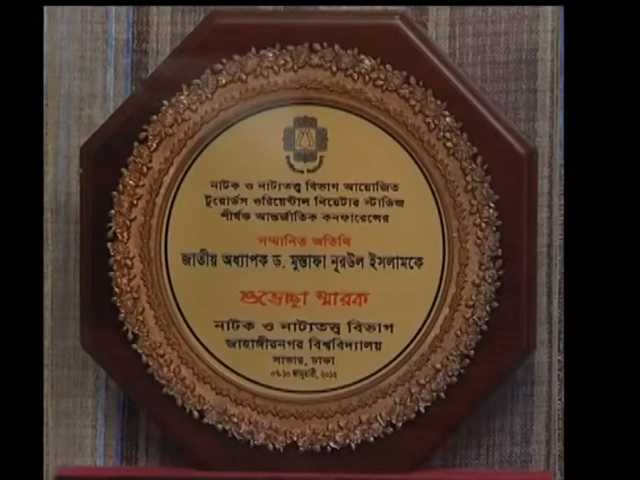 নাটক ও নাট্যতত্ত্ব বিভাগ আয়োজিত
টুয়ার্ডস ওরিয়েন্টাল থিয়েটার স্টাডিজ
শীর্ষক আন্তর্জাতিক কনফারেন্সের
সম্মানিত অতিথি
জাতীয় অধ্যাপক ড. মুস্তাফা নূরউল ইসলামকে
শুভেচ্ছা স্মারক
নাটক ও নাট্যতত্ত্ব বিভাগ
জাহাঙ্গীরনগর বিশ্ববিদ্যালয়
সাভার, ঢাকা
জানুয়ারী, ২০১২